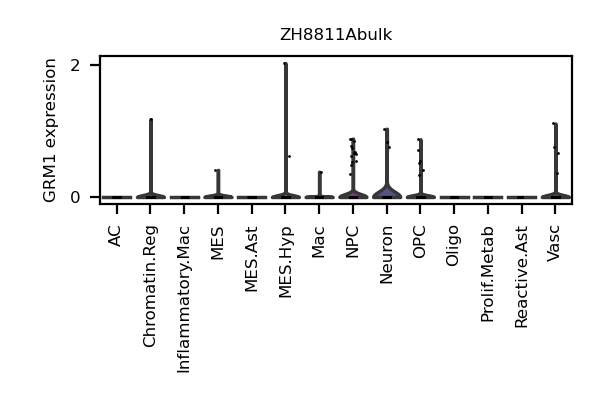 ZH8811Abulk
GRM1 expression
2
0
AC
Chromatin.Reg
Inflammatory.Mac
MES
MES.Ast
MES.Hyp
Mac
NPC
Neuron
OPC
Oligo
Prolif.Metab
Reactive.Ast
Vasc